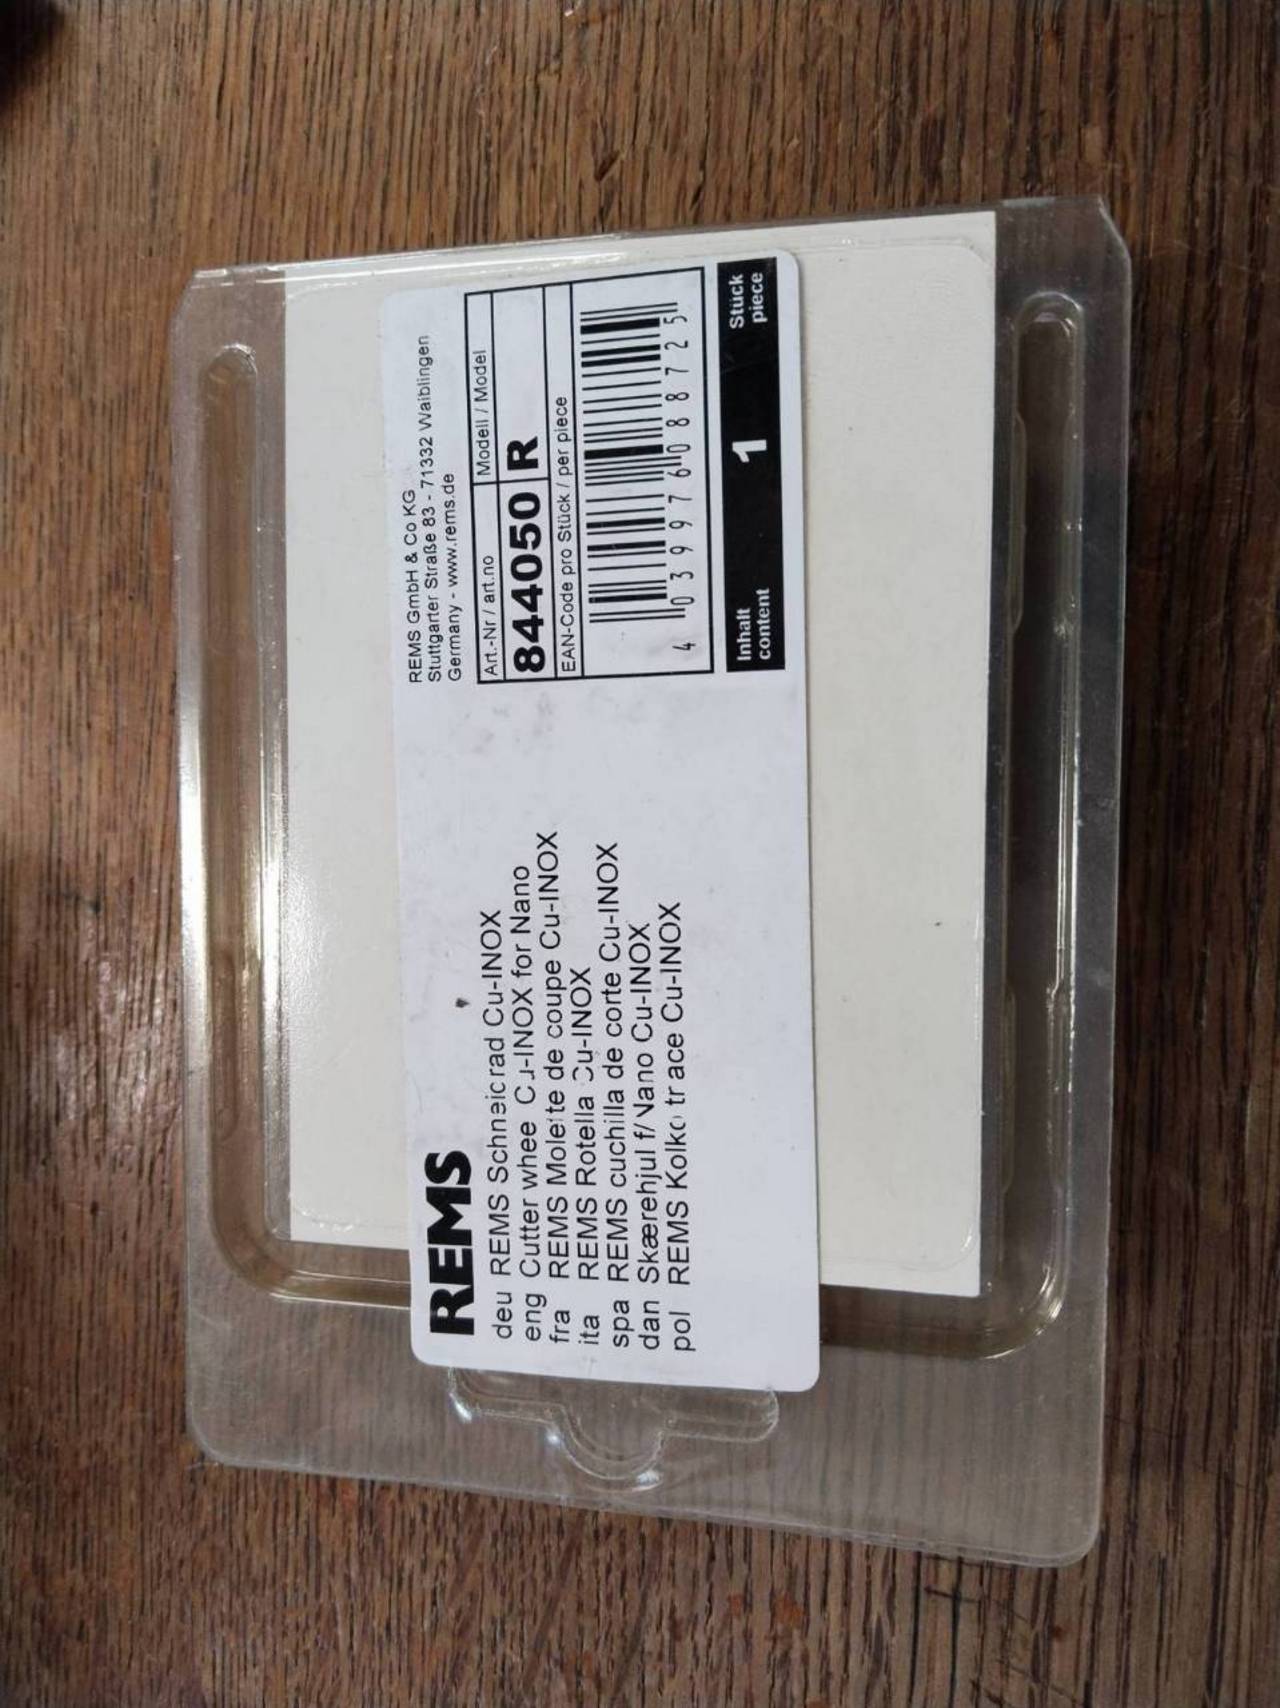 REMS
deu REMS Schneidrad Cu-INOX
eng Cutter wheel Cu-INOX for Nano
fra REMS Molette de coupe Cu-INOX
ita REMS Rotella Cu-INOX
spa REMS cuchilla de corte Cu-INOX
dan Skærehjul f/Nano Cu-INOX
pol REMS Kolko trace Cu-INOX
REMS GmbH & Co KG
Stuttgarter Straße 83 - 71332 Waiblingen
Germany - www.rems.de
Art.-Nr / art.no Modell / Model
844050 R
EAN-Code pro Stück / per piece
4 039976 088725
Inhalt 1 Stück
content piece